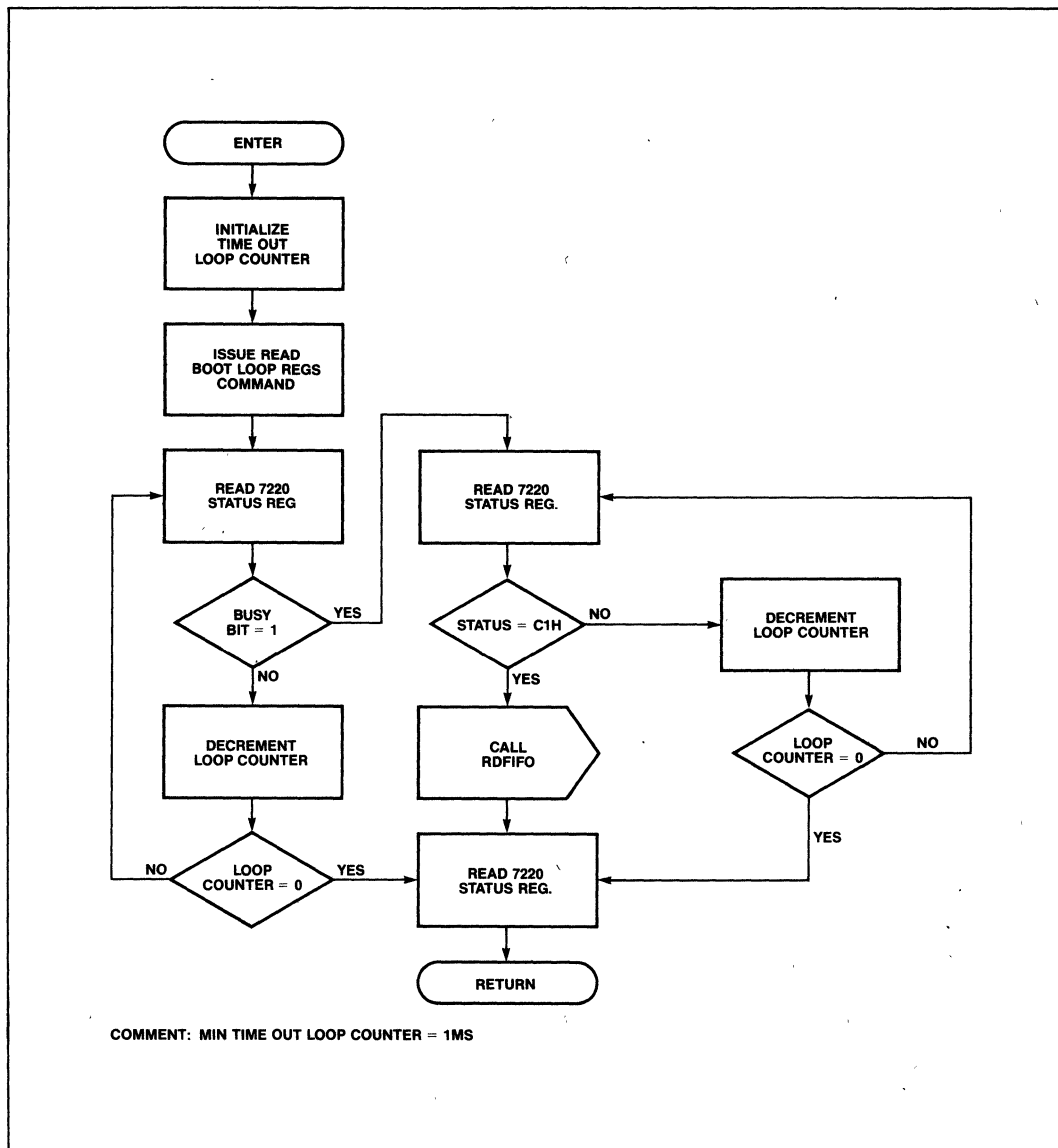 ENTER
INITIALIZE
TIME OUT
LOOP COUNTER
ISSUE READ
BOOT LOOP REGS
COMMAND
READ 7220
STATUS REG
BUSY
BIT = 1
YES
NO
DECREMENT
LOOP COUNTER
LOOP
COUNTER = 0
NO
YES
READ 7220
STATUS REG.
STATUS = C1H
NO
YES
CALL
RDFIFO
DECREMENT
LOOP COUNTER
LOOP
COUNTER = 0
NO
YES
READ 7220
STATUS REG.
RETURN
COMMENT: MIN TIME OUT LOOP COUNTER = 1MS